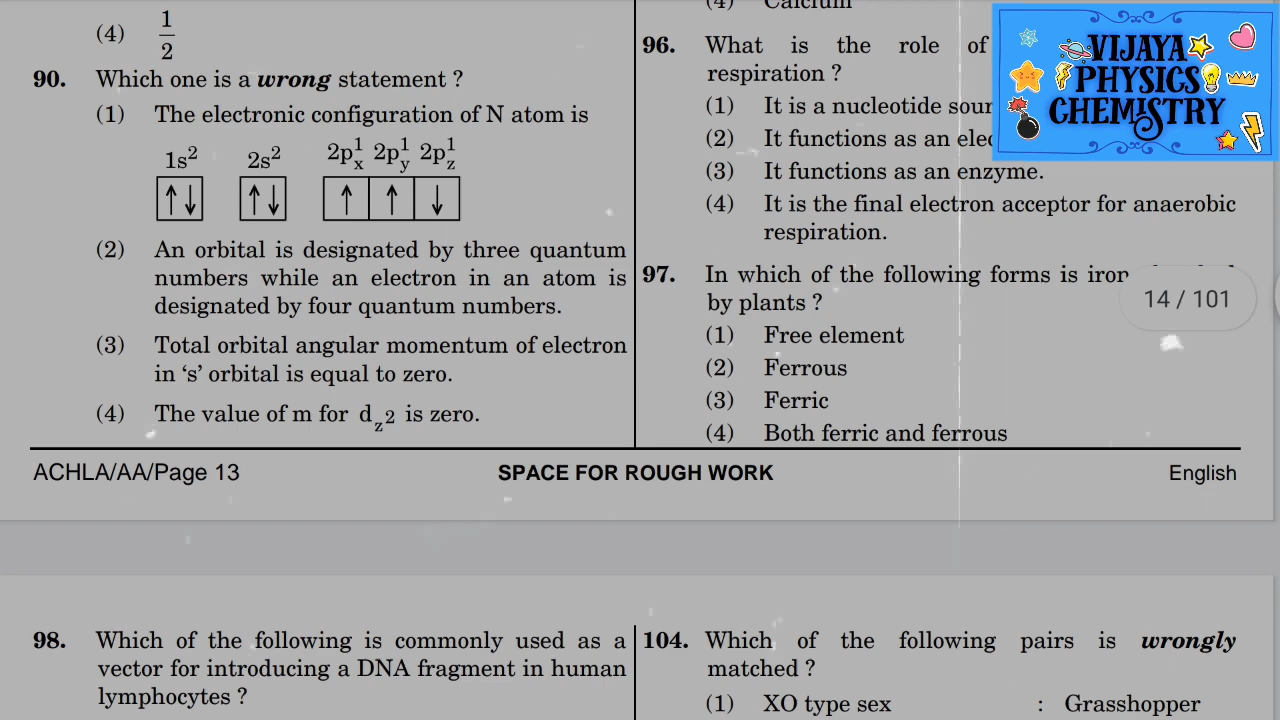 (4) 1/2
90. Which one is a wrong statement ?
(1) The electronic configuration of N atom is
1s² 2s² 2p¹ₓ 2p¹y 2p¹z
↑↓ ↑↓ ↑ ↑ ↓
(2) An orbital is designated by three quantum
numbers while an electron in an atom is
designated by four quantum numbers.
(3) Total orbital angular momentum of electron
in ‘s’ orbital is equal to zero.
(4) The value of m for d z² is zero.
(4) Calcium
96. What is the role of
respiration ?
(1) It is a nucleotide
(2) It functions as an
(3) It functions as an enzyme.
(4) It is the final electron acceptor for anaerobic
respiration.
97. In which of the following forms is iron
by plants ?
(1) Free element
(2) Ferrous
(3) Ferric
(4) Both ferric and ferrous
VIJAYA
PHYSICS
CHEMISTRY
14 / 101
ACHLA/AA/Page 13 SPACE FOR ROUGH WORK English
98. Which of the following is commonly used as a
vector for introducing a DNA fragment in human
lymphocytes ?
104. Which of the following pairs is wrongly
matched ?
(1) XO type sex : Grasshopper